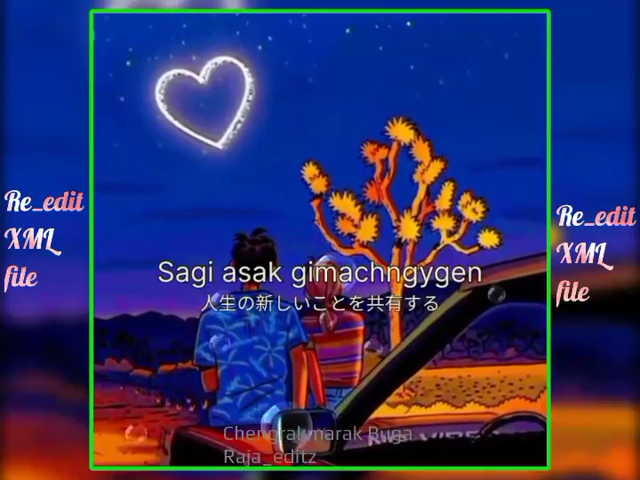 Re_edit
XML
file
Sagi asak gimachngygen
人生の新しいことを共有する
Re_edit
XML
file
Raja_editz